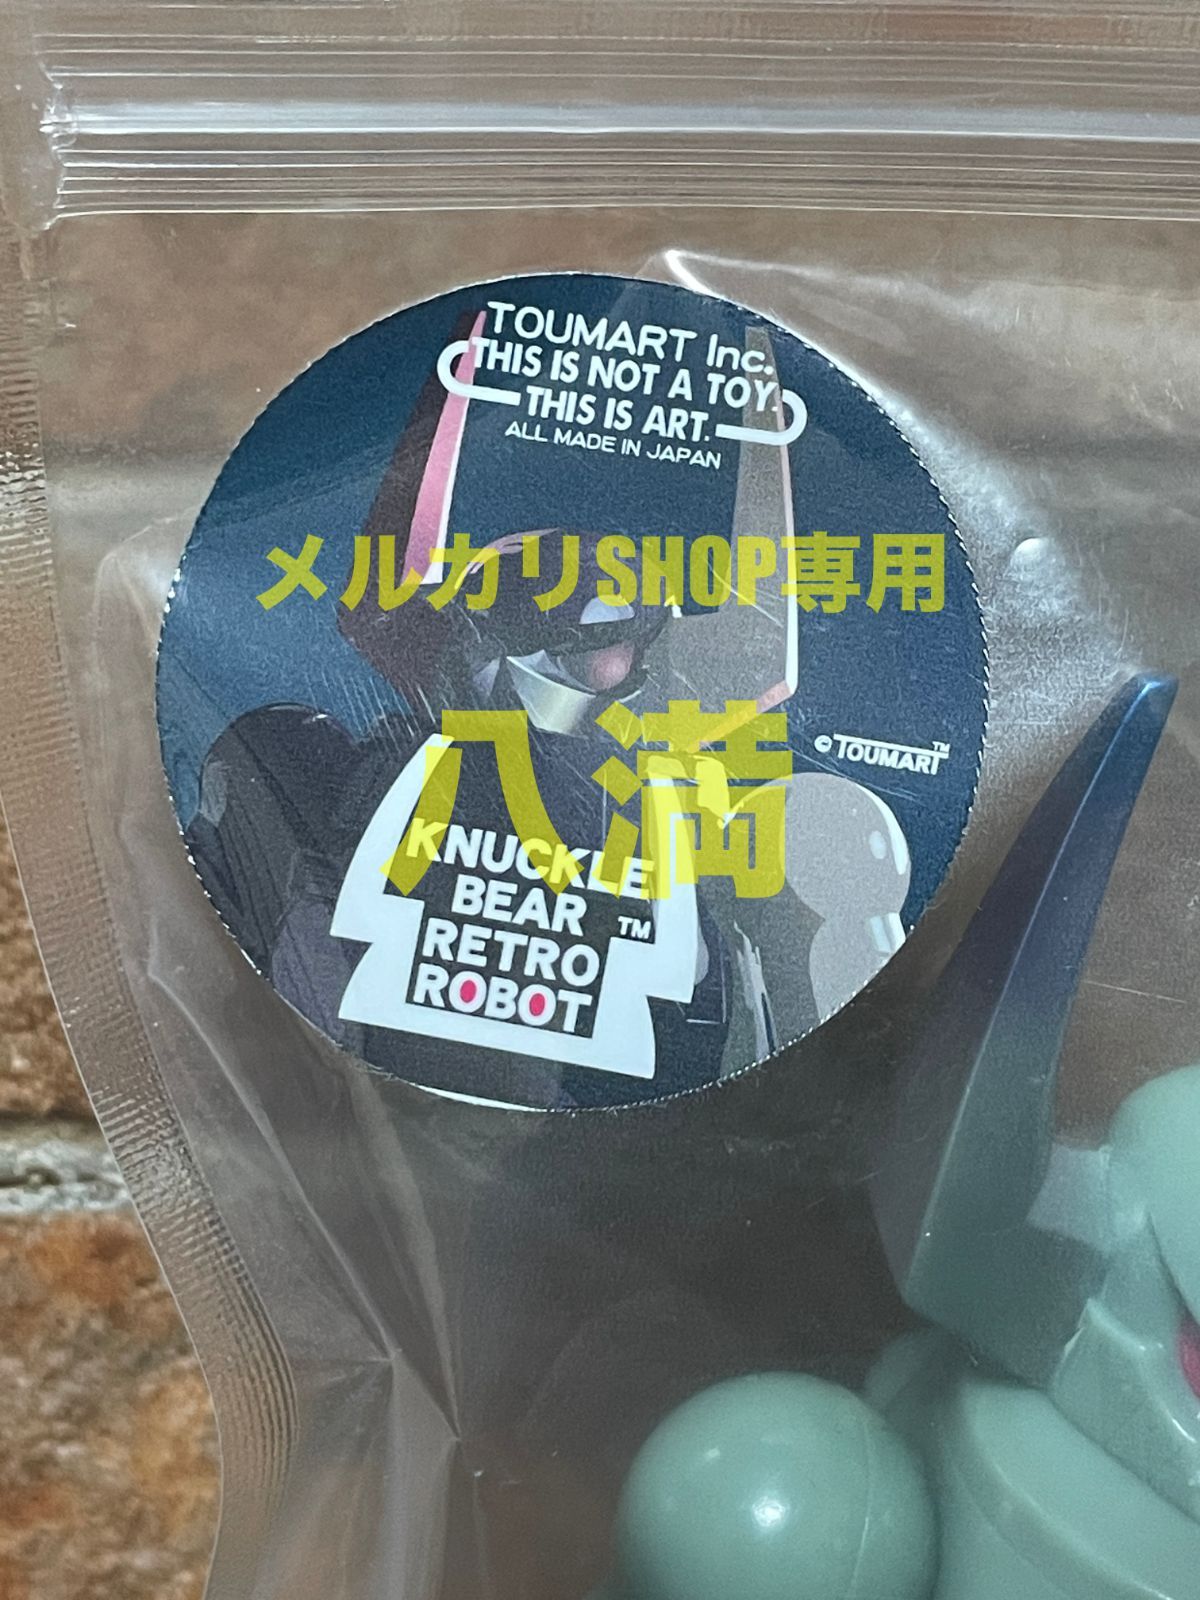 TOUMART Inc.
THIS IS NOT A TOY.
THIS IS ART.
ALL MADE IN JAPAN
メルカリSHOP専用
八満
© TOUMART™
KNUCKLE
BEAR ™
RETRO
ROBOT